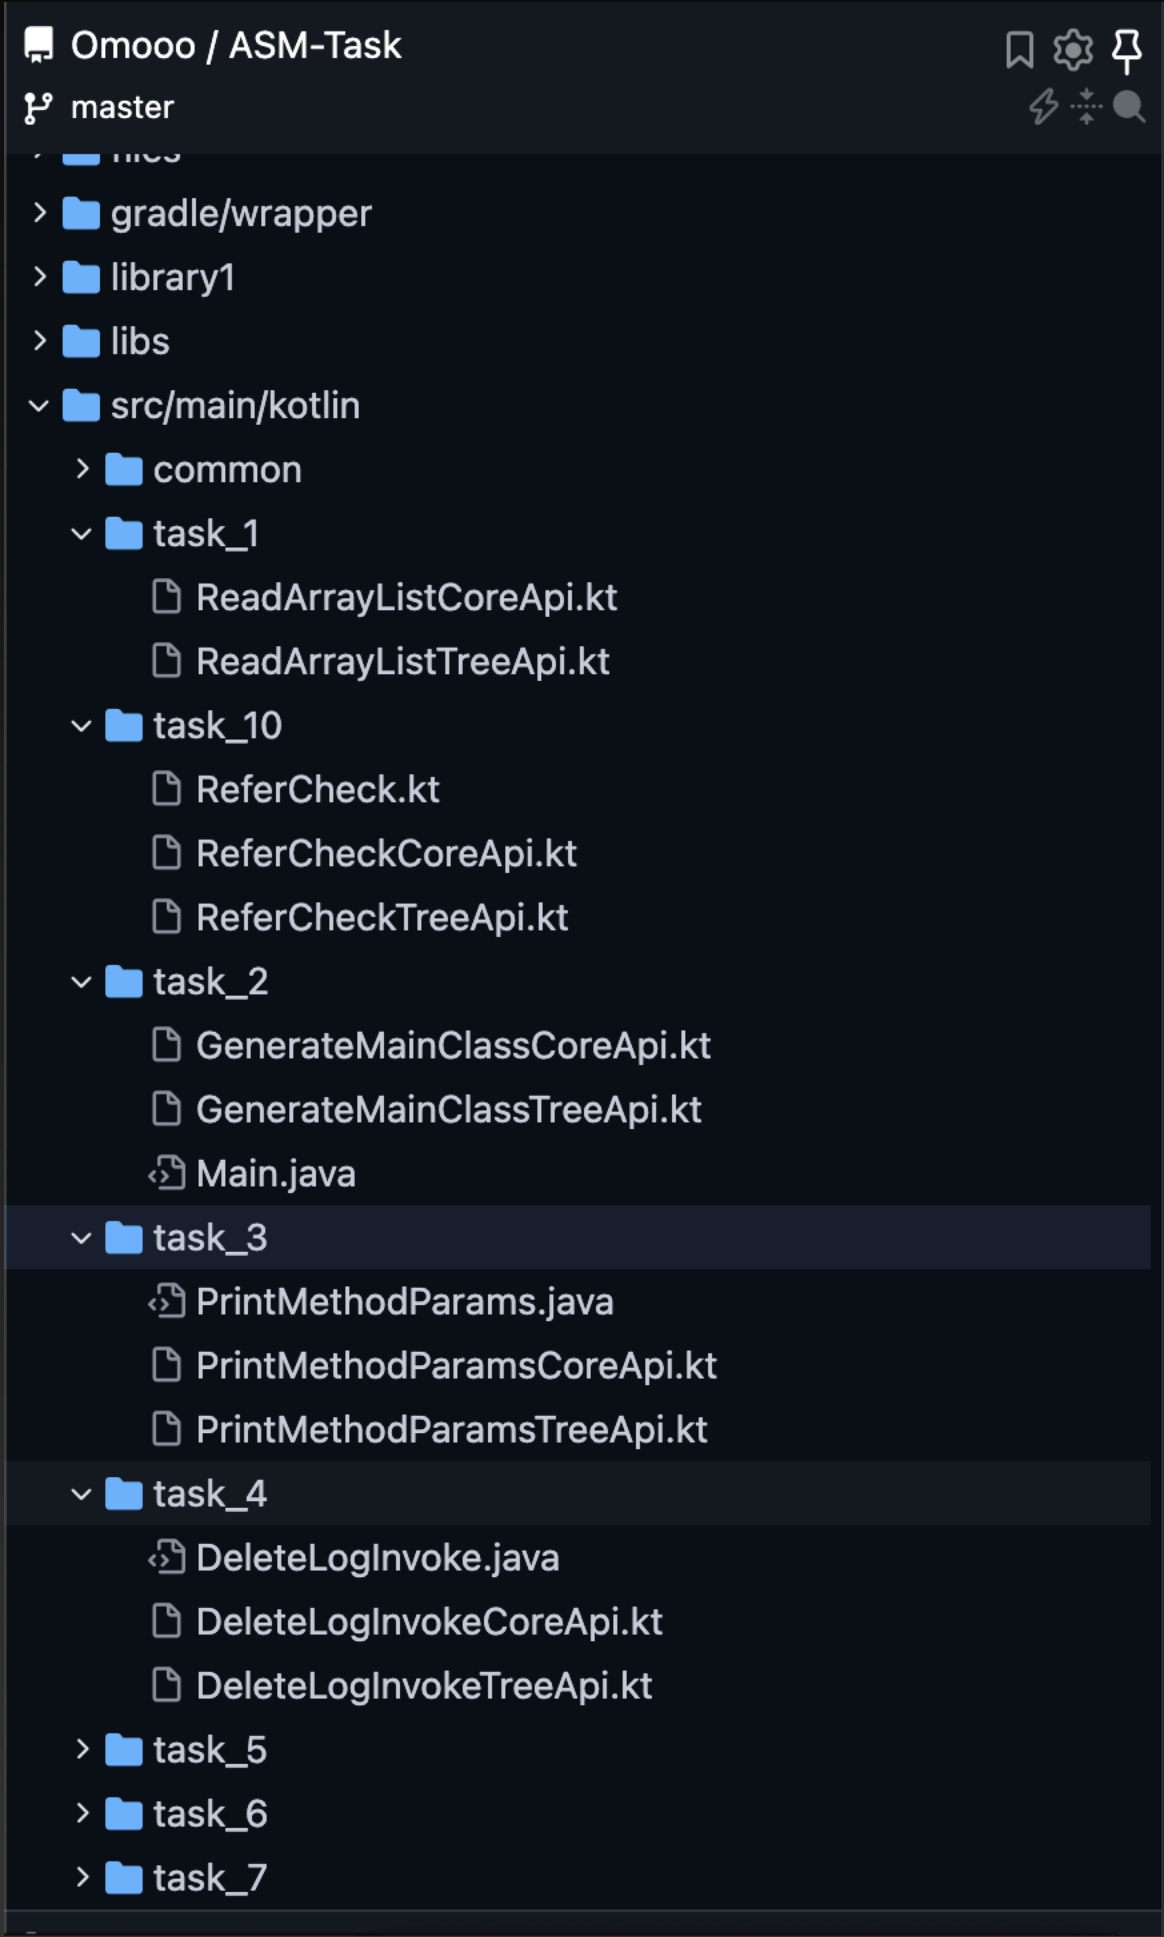 Omooo / ASM-Task
master
gradle/wrapper
library1
libs
src/main/kotlin
common
task_1
ReadArrayListCoreApi.kt
ReadArrayListTreeApi.kt
task_10
ReferCheck.kt
ReferCheckCoreApi.kt
ReferCheckTreeApi.kt
task_2
GenerateMainClassCoreApi.kt
GenerateMainClassTreeApi.kt
Main.java
task_3
PrintMethodParams.java
PrintMethodParamsCoreApi.kt
PrintMethodParamsTreeApi.kt
task_4
DeleteLogInvoke.java
DeleteLogInvokeCoreApi.kt
DeleteLogInvokeTreeApi.kt
task_5
task_6
task_7